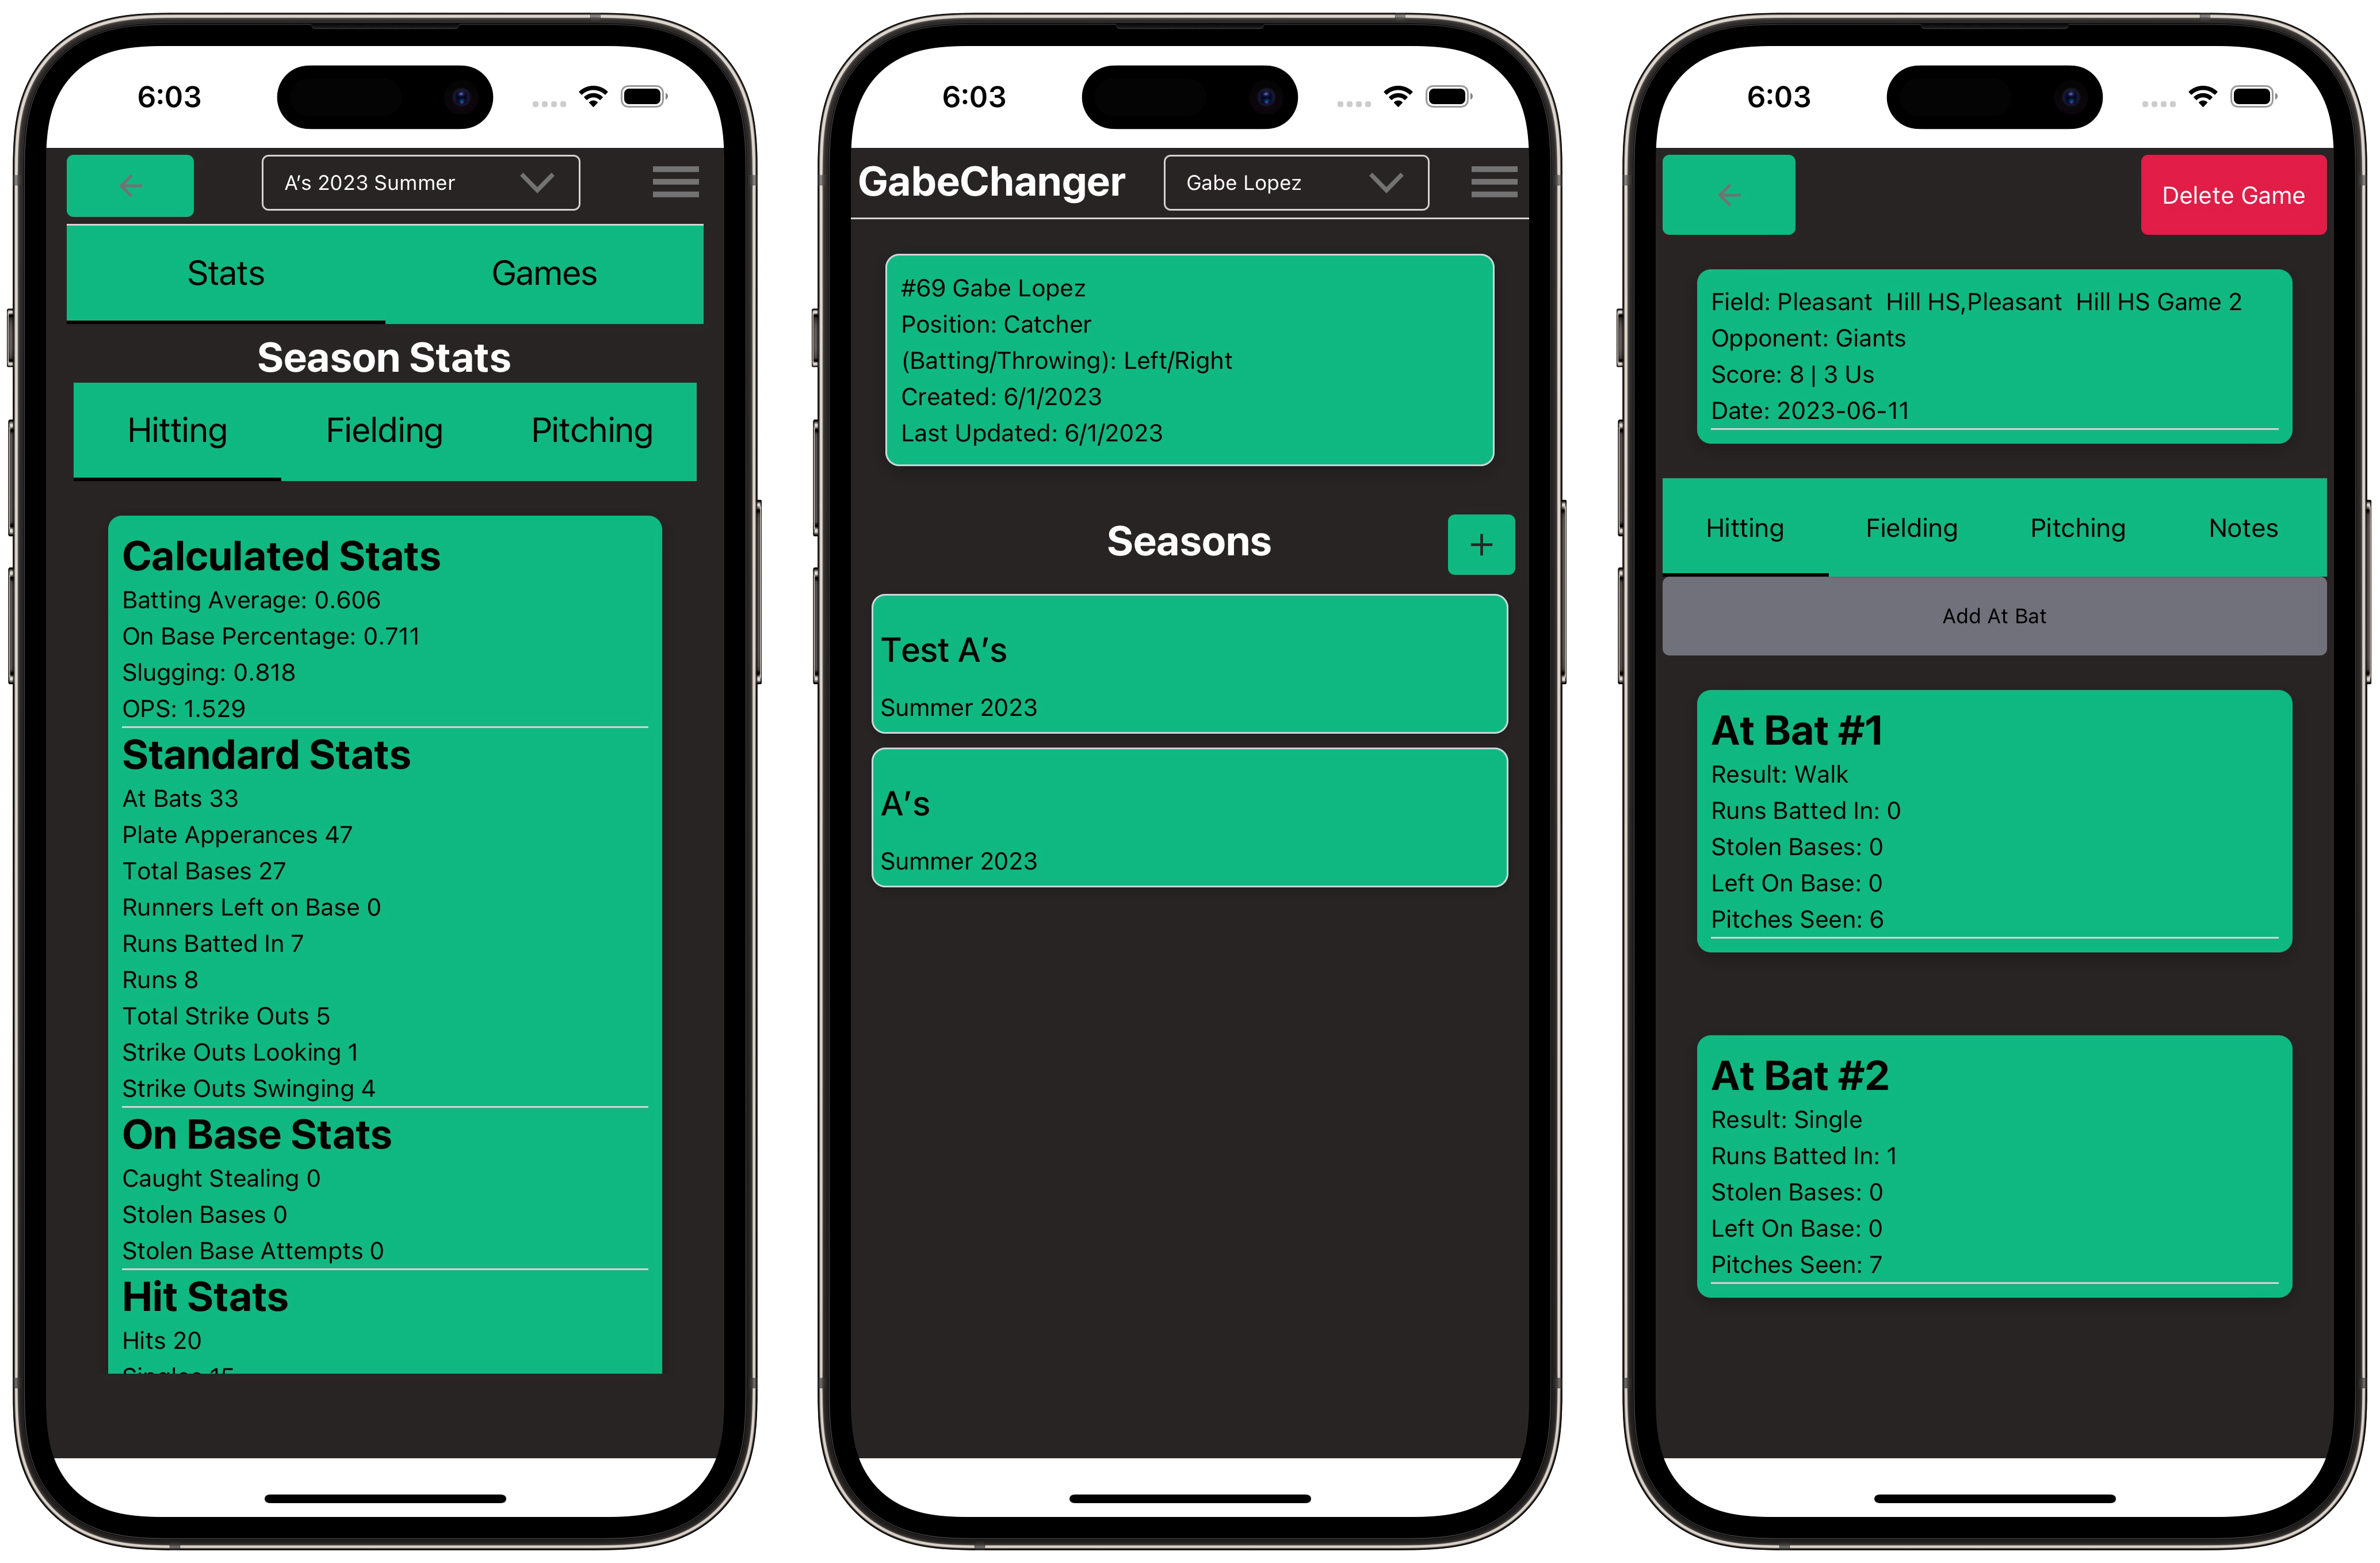 6:03
A's 2023 Summer
Stats Games
Season Stats
Hitting Fielding Pitching
Calculated Stats
Batting Average: 0.606
On Base Percentage: 0.711
Slugging: 0.818
OPS: 1.529
Standard Stats
At Bats 33
Plate Apperances 47
Total Bases 27
Runners Left on Base 0
Runs Batted In 7
Runs 8
Total Strike Outs 5
Strike Outs Looking 1
Strike Outs Swinging 4
On Base Stats
Caught Stealing 0
Stolen Bases 0
Stolen Base Attempts 0
Hit Stats
Hits 20
Singles 15
6:03
GabeChanger Gabe Lopez
#69 Gabe Lopez
Position: Catcher
(Batting/Throwing): Left/Right
Created: 6/1/2023
Last Updated: 6/1/2023
Seasons +
Test A's
Summer 2023
A's
Summer 2023
6:03
Delete Game
Field: Pleasant  Hill HS,Pleasant  Hill HS Game 2
Opponent: Giants
Score: 8 | 3 Us
Date: 2023-06-11
Hitting Fielding Pitching Notes
Add At Bat
At Bat #1
Result: Walk
Runs Batted In: 0
Stolen Bases: 0
Left On Base: 0
Pitches Seen: 6
At Bat #2
Result: Single
Runs Batted In: 1
Stolen Bases: 0
Left On Base: 0
Pitches Seen: 7